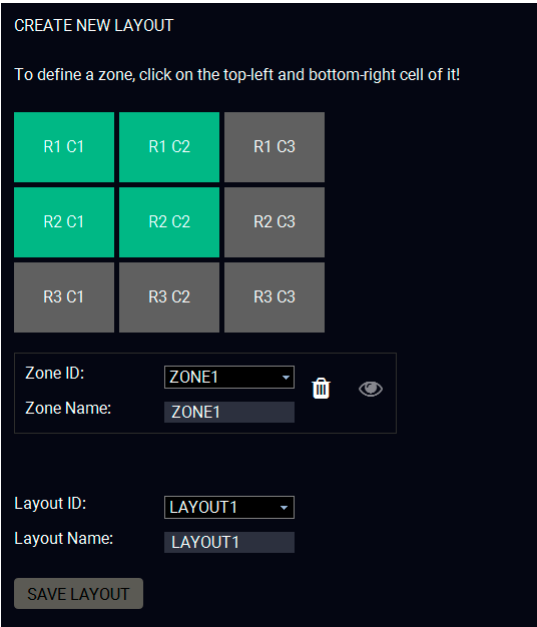 CREATE NEW LAYOUT
To define a zone, click on the top-left and bottom-right cell of it!
R1 C1 R1 C2 R1 C3
R2 C1 R2 C2 R2 C3
R3 C1 R3 C2 R3 C3
Zone ID: ZONE1
Zone Name: ZONE1
Layout ID: LAYOUT1
Layout Name: LAYOUT1
SAVE LAYOUT